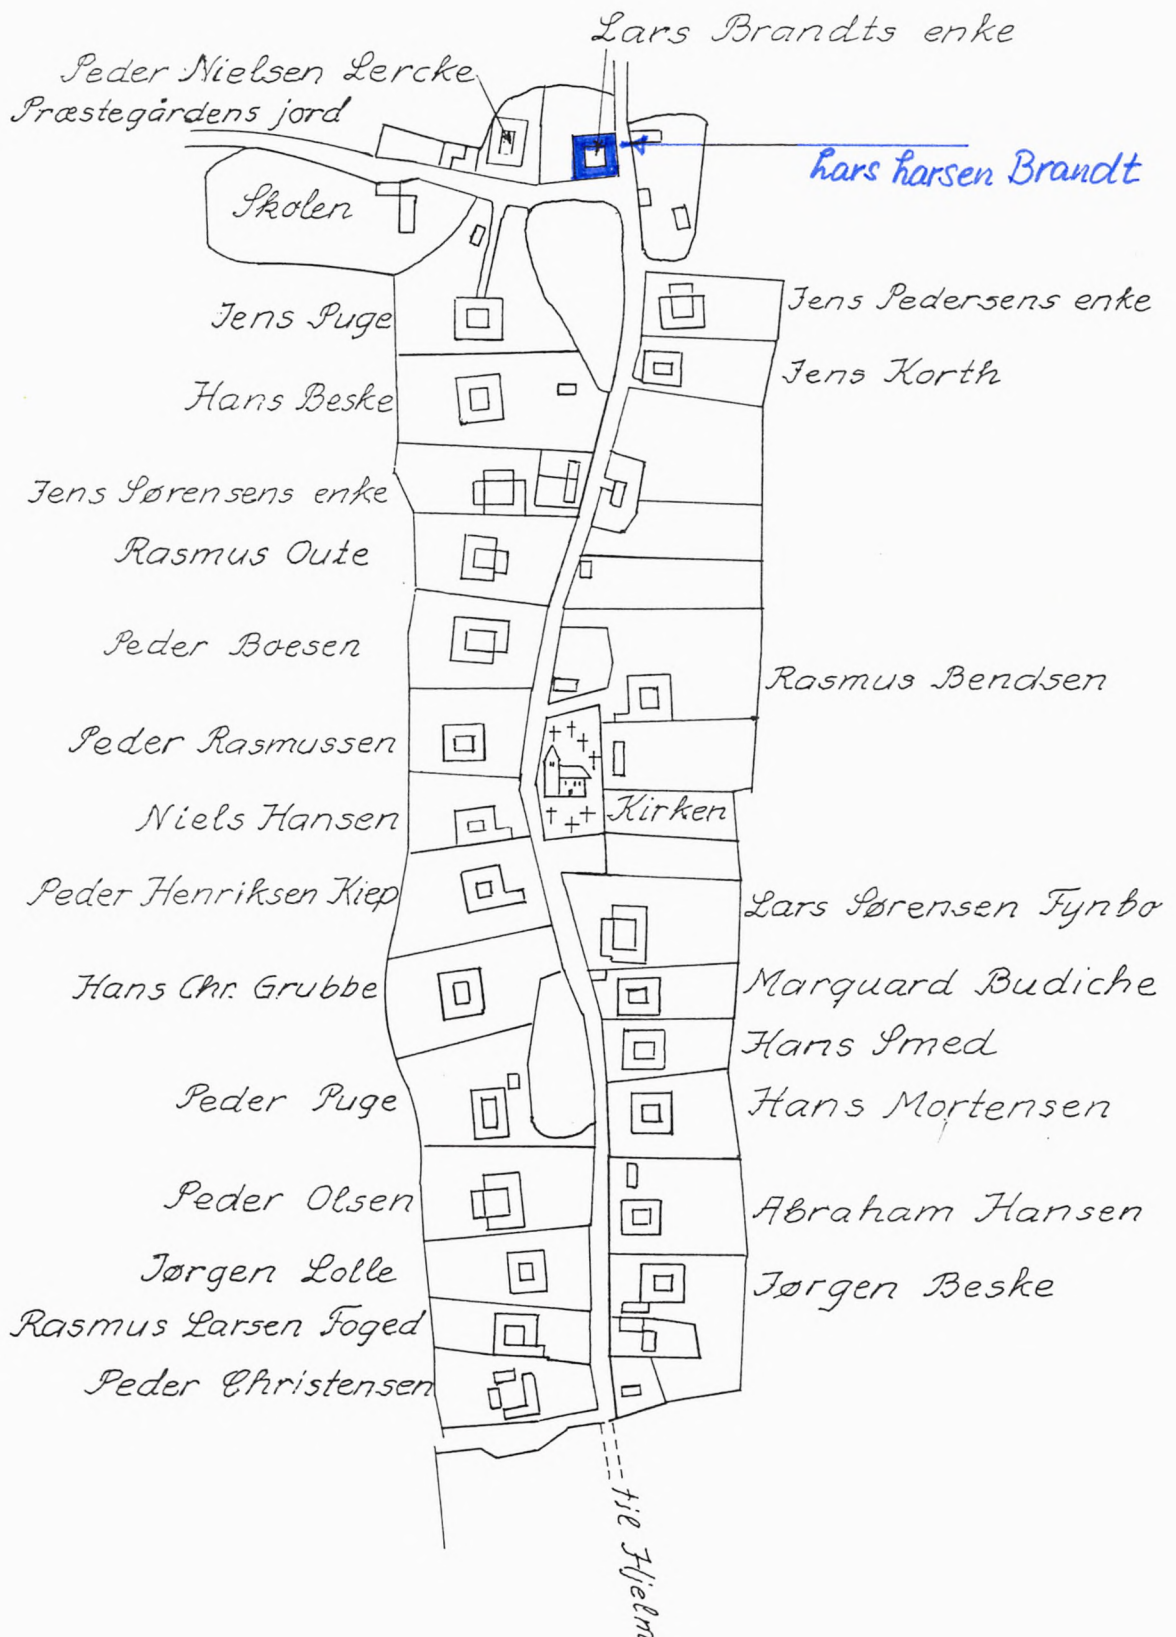 Lars Brandts enke
Peder Nielsen Lercke
Præstegårdens jord
Lars Larsen Brandt
Skolen
Jens Puge
Jens Pedersens enke
Jens Korth
Hans Beske
Jens Sørensens enke
Rasmus Oute
Peder Boesen
Rasmus Bendsen
Peder Rasmussen
Niels Hansen
Kirken
Peder Henriksen Kiep
Lars Sørensen Fynbo
Hans Chr. Grubbe
Marquard Budiche
Hans Smed
Peder Puge
Hans Mortensen
Peder Olsen
Abraham Hansen
Jørgen Lolle
Jørgen Beske
Rasmus Larsen Foged
Peder Christensen
til Hjelm